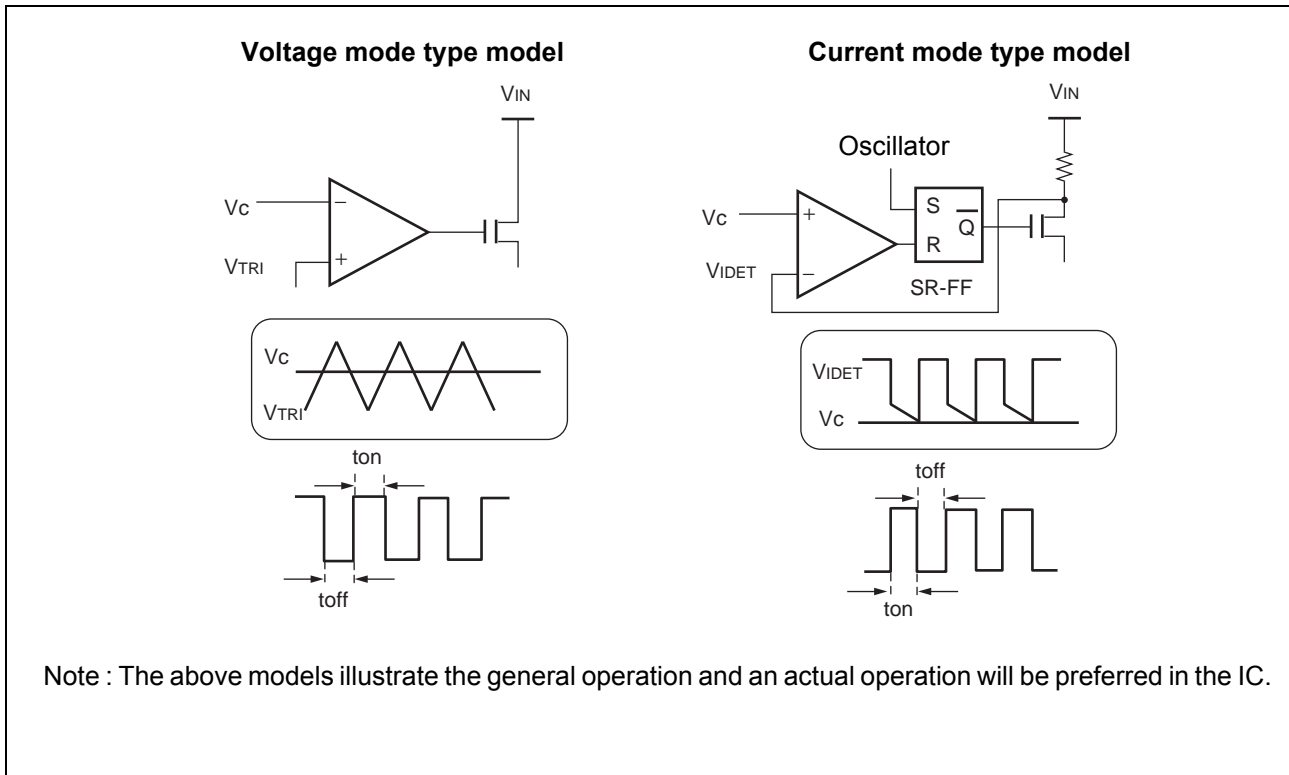 Voltage mode type model
VIN
Vc
−
VTRI
+
Vc
VTRI
ton
toff
Current mode type model
VIN
Oscillator
Vc
+
S
Q
R
VIDET
−
SR-FF
VIDET
Vc
toff
ton
Note : The above models illustrate the general operation and an actual operation will be preferred in the IC.